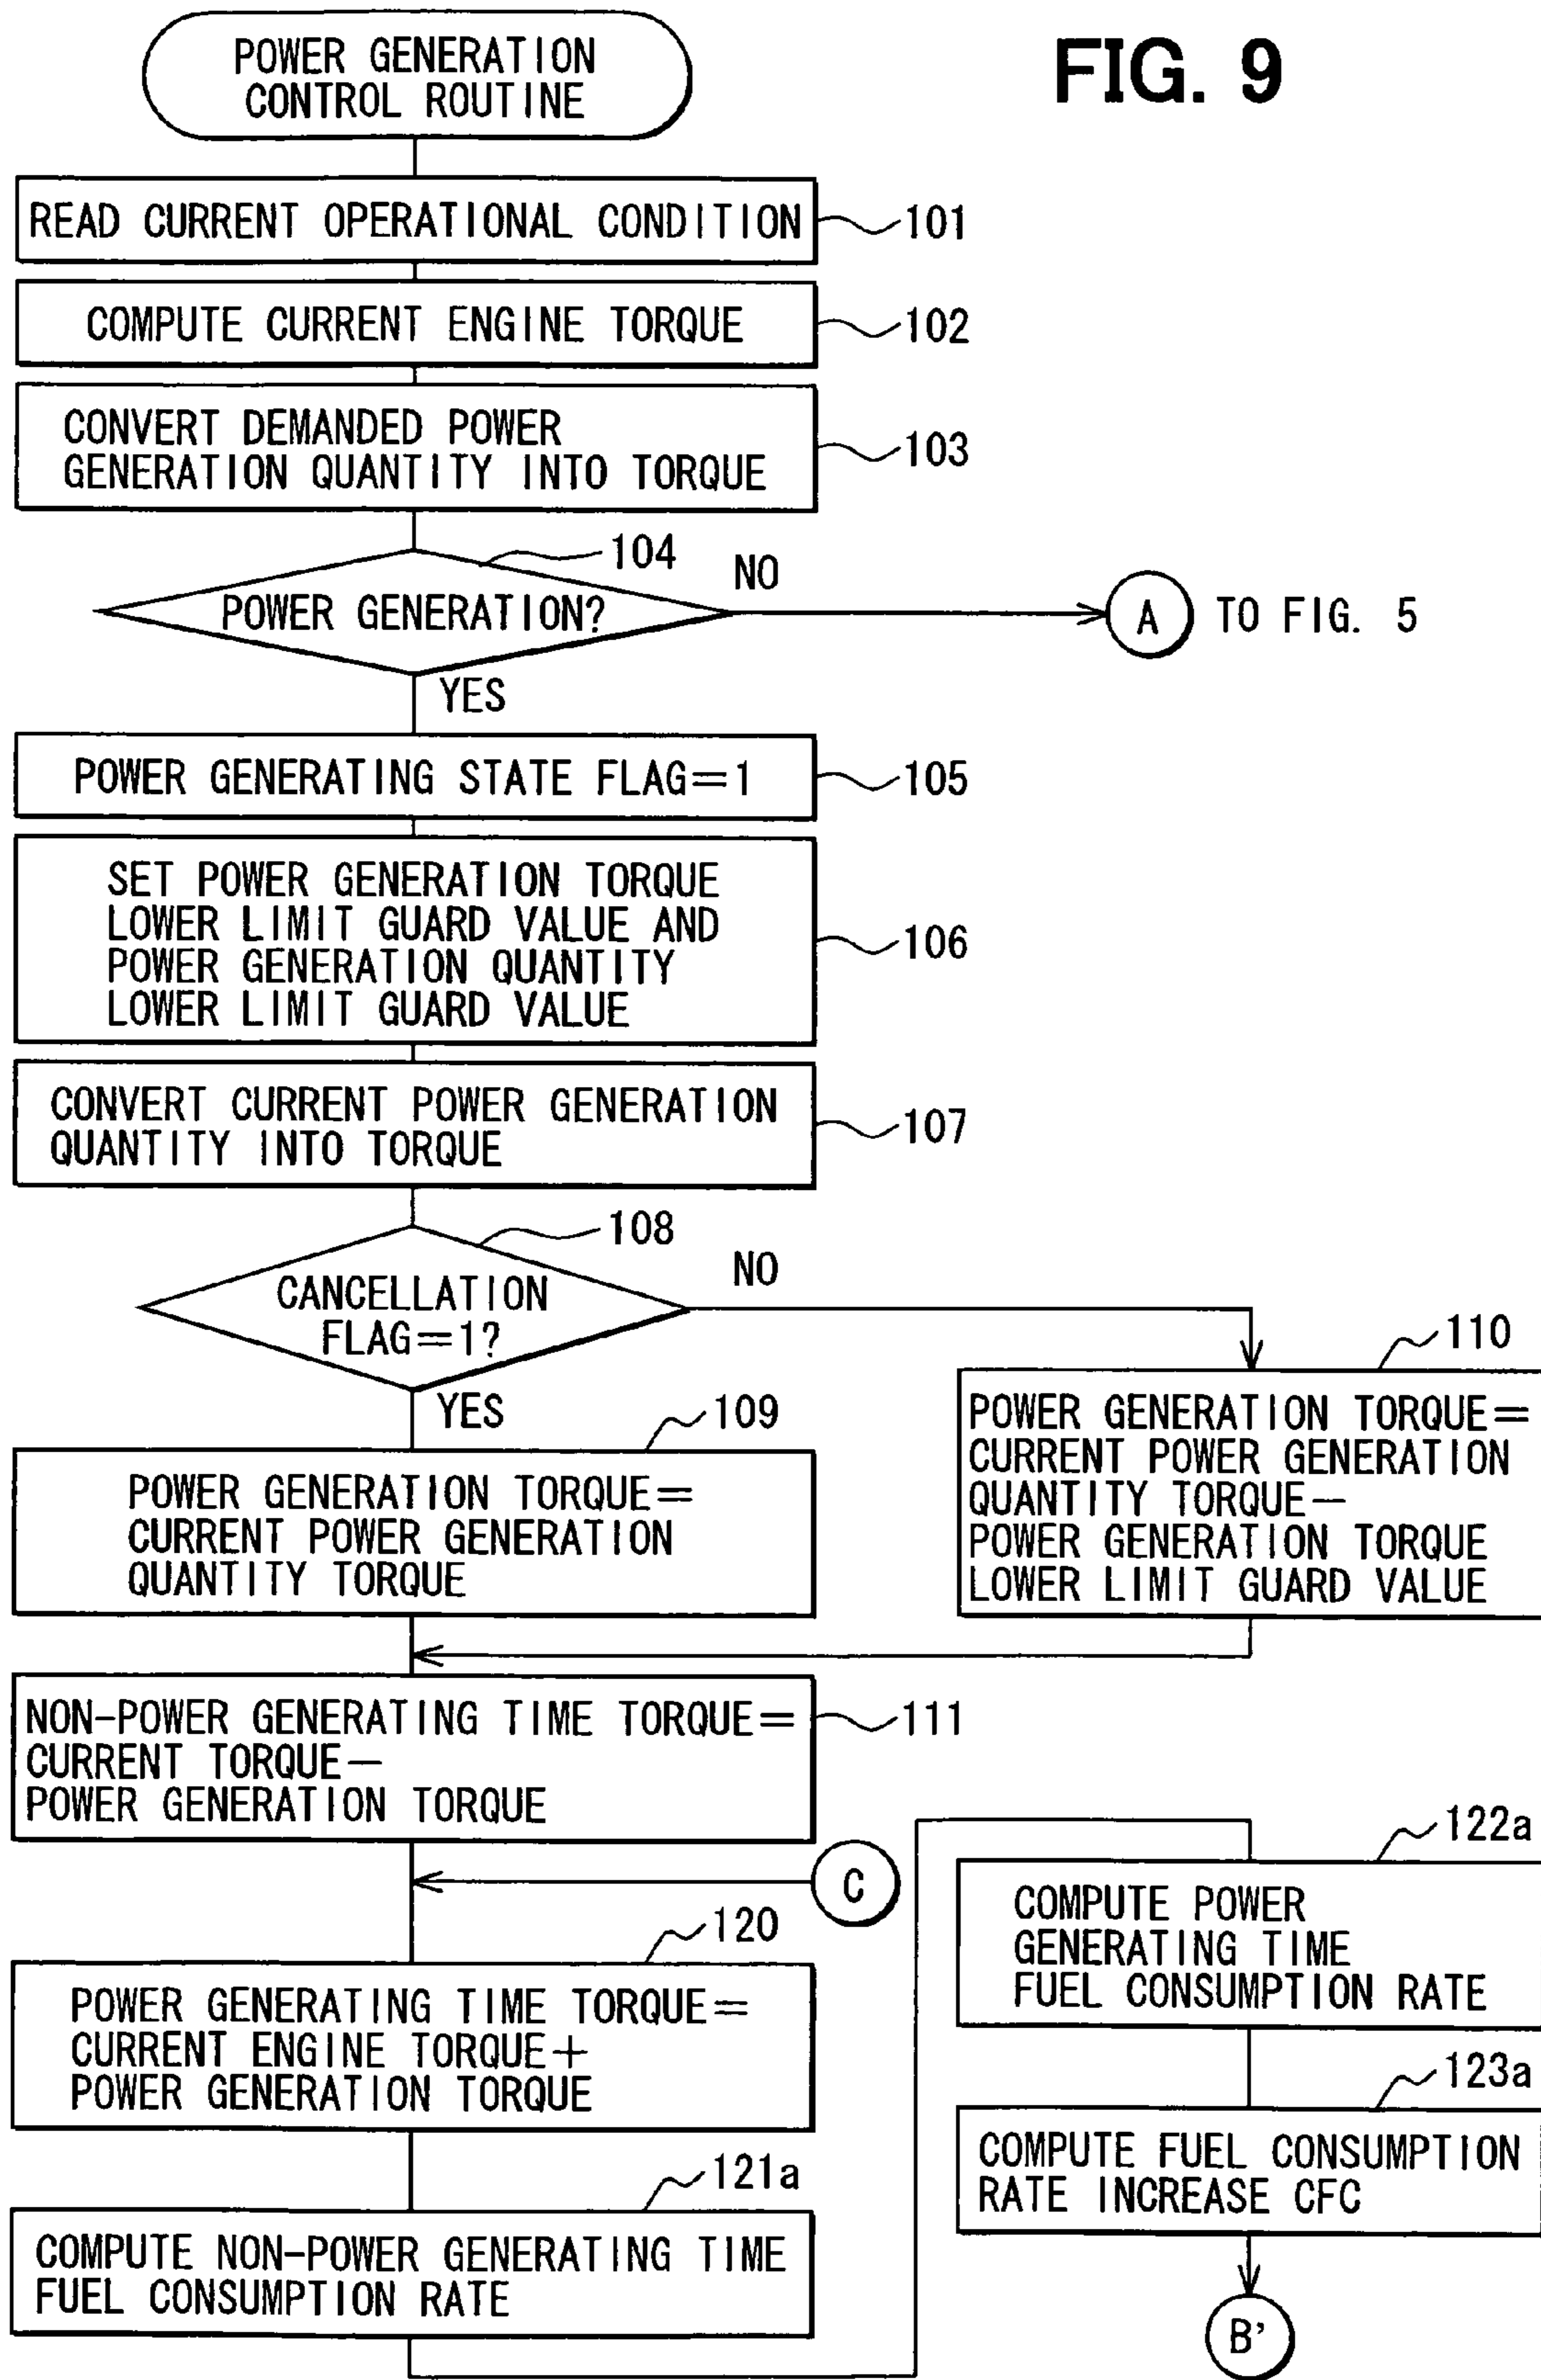 FIG. 9
POWER GENERATION
CONTROL ROUTINE
READ CURRENT OPERATIONAL CONDITION
101
COMPUTE CURRENT ENGINE TORQUE
102
CONVERT DEMANDED POWER
GENERATION QUANTITY INTO TORQUE
103
104
POWER GENERATION?
NO
A
TO FIG. 5
YES
POWER GENERATING STATE FLAG=1
105
SET POWER GENERATION TORQUE
LOWER LIMIT GUARD VALUE AND
POWER GENERATION QUANTITY
LOWER LIMIT GUARD VALUE
106
CONVERT CURRENT POWER GENERATION
QUANTITY INTO TORQUE
107
108
CANCELLATION
FLAG=1?
NO
YES
109
POWER GENERATION TORQUE=
CURRENT POWER GENERATION
QUANTITY TORQUE
110
POWER GENERATION TORQUE=
CURRENT POWER GENERATION
QUANTITY TORQUE-
POWER GENERATION TORQUE
LOWER LIMIT GUARD VALUE
NON-POWER GENERATING TIME TORQUE=
CURRENT TORQUE-
POWER GENERATION TORQUE
111
C
120
POWER GENERATING TIME TORQUE=
CURRENT ENGINE TORQUE+
POWER GENERATION TORQUE
121a
COMPUTE NON-POWER GENERATING TIME
FUEL CONSUMPTION RATE
122a
COMPUTE POWER
GENERATING TIME
FUEL CONSUMPTION RATE
123a
COMPUTE FUEL CONSUMPTION
RATE INCREASE CFC
B'